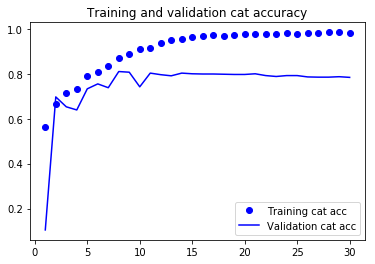 Training and validation cat accuracy
1.0
0.8
0.6
0.4
0.2
0 5 10 15 20 25 30
Training cat acc
Validation cat acc